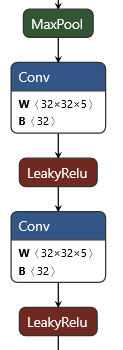 MaxPool
Conv
W ⟨32×32×5⟩
B ⟨32⟩
LeakyRelu
Conv
W ⟨32×32×5⟩
B ⟨32⟩
LeakyRelu